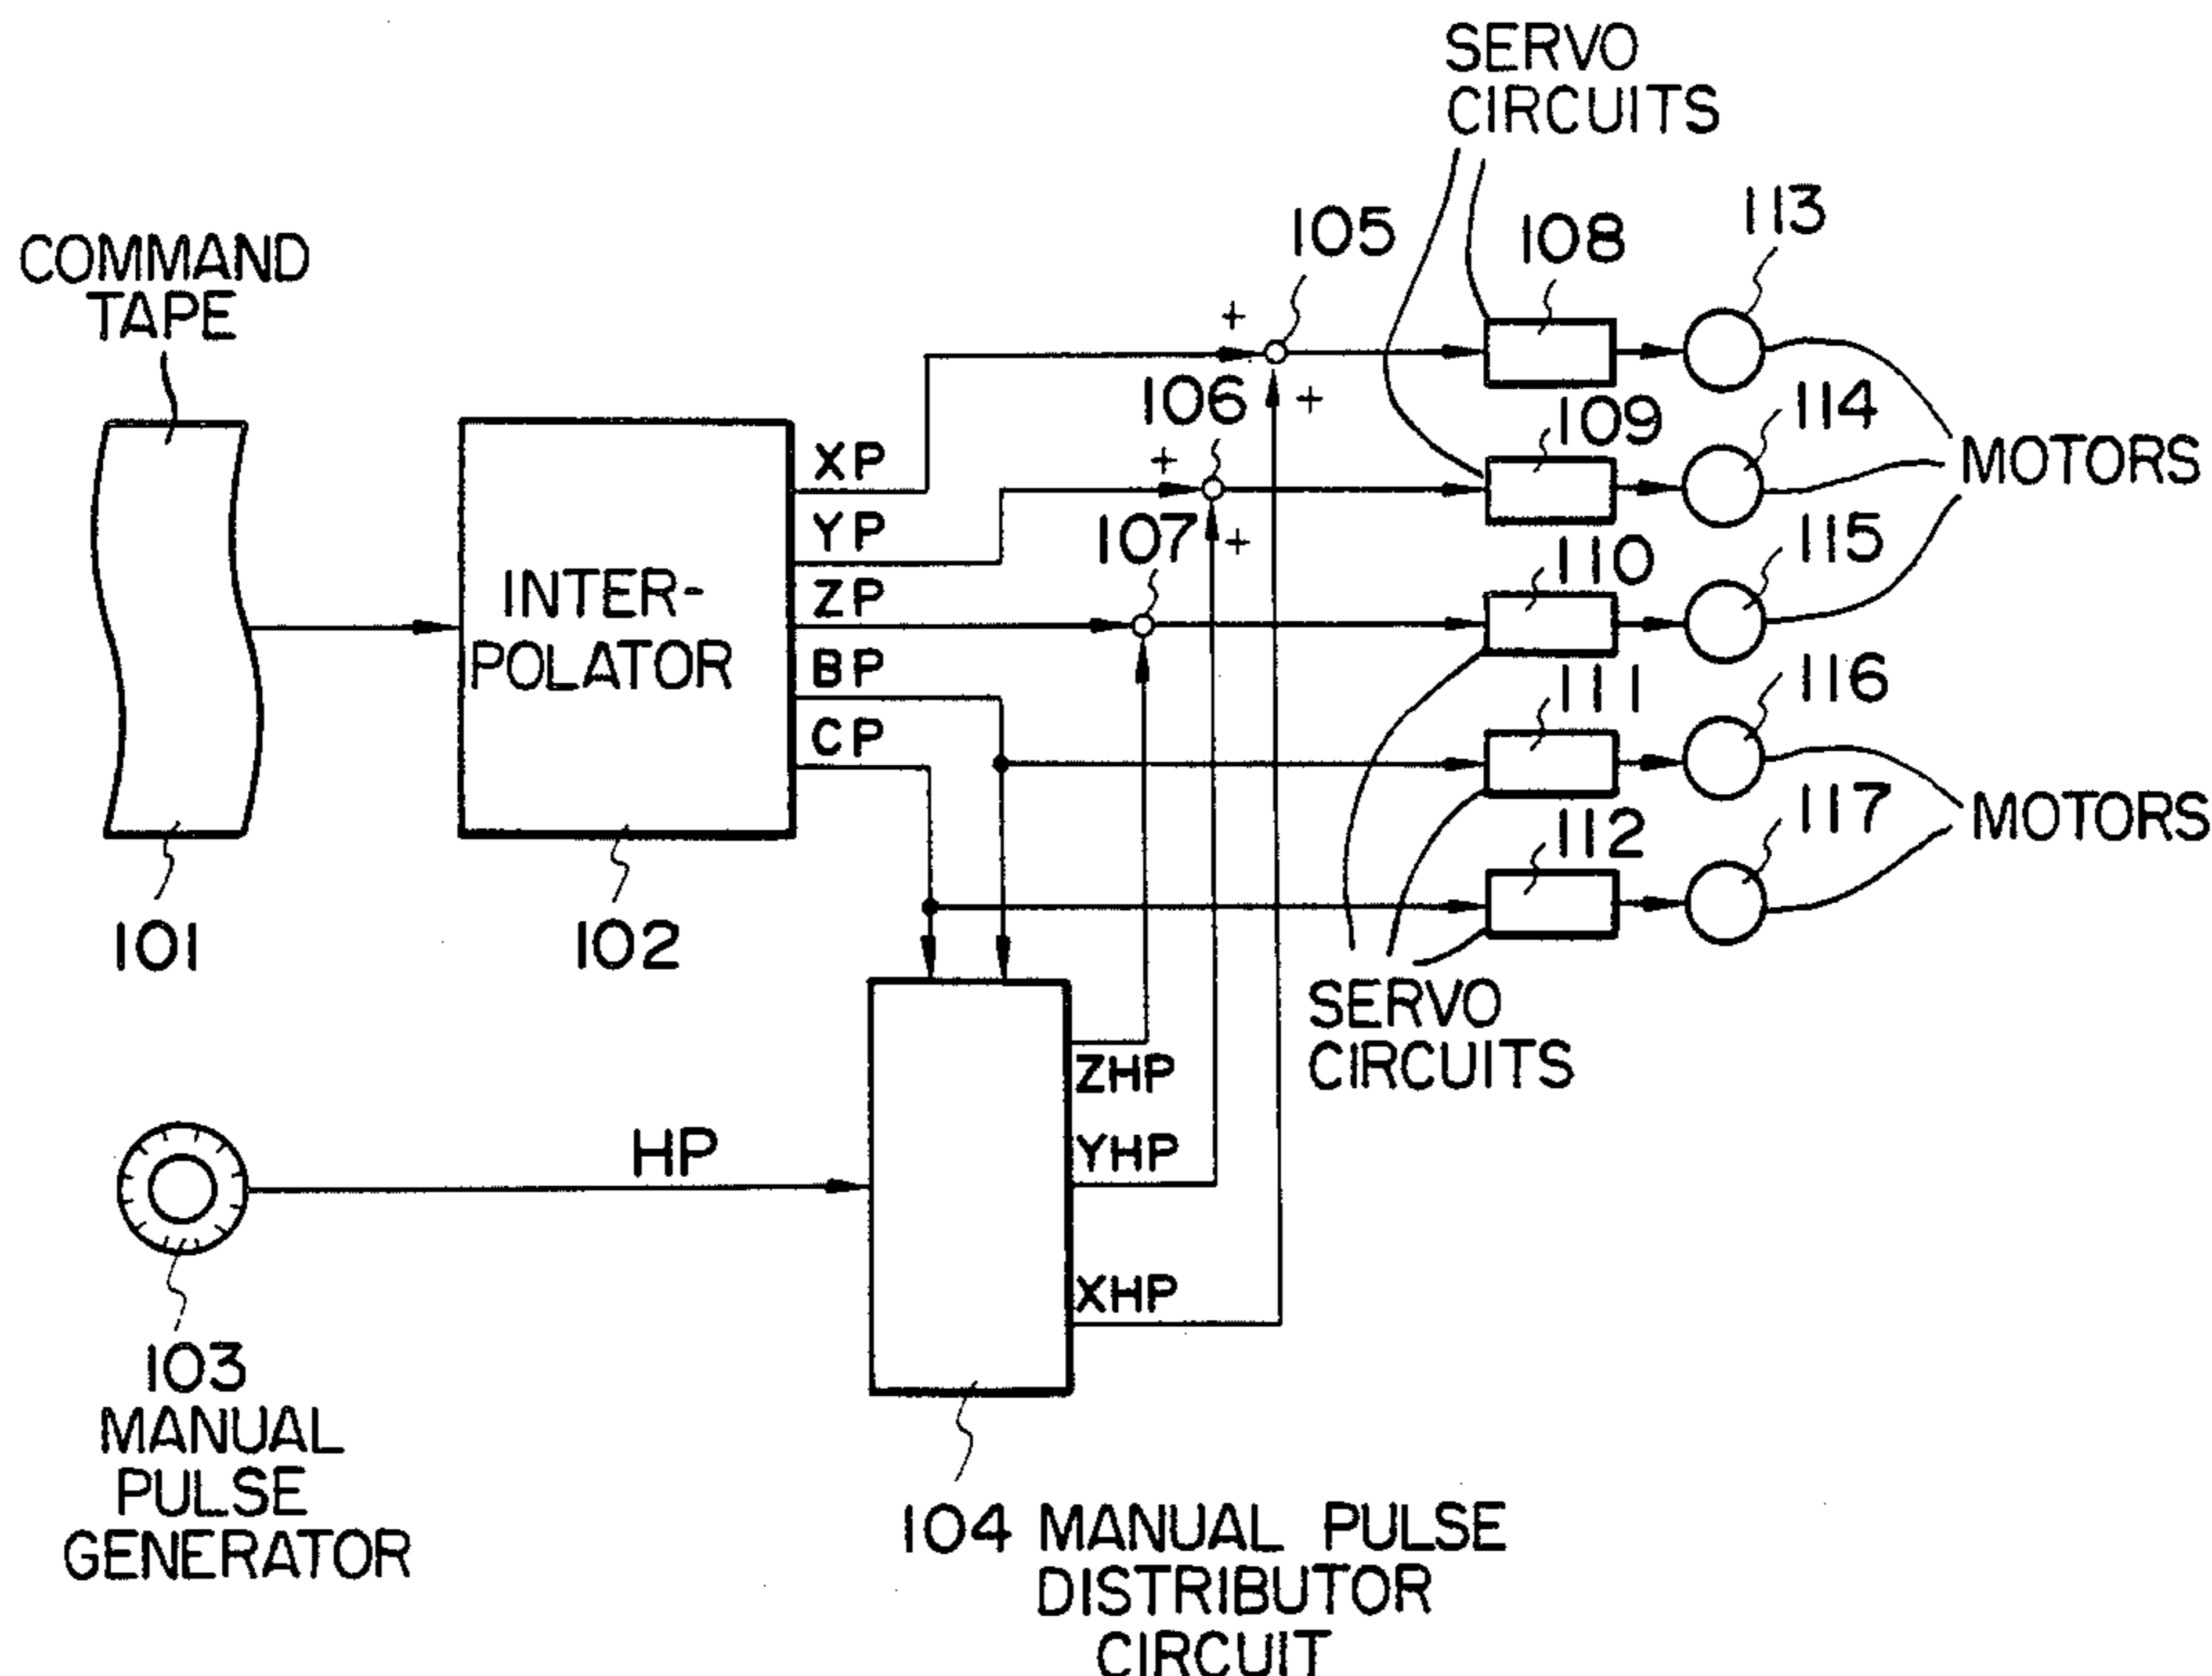 SERVO
CIRCUITS
COMMAND
TAPE
105
108
113
+
106
+
109
114
MOTORS
XP
+
YP
107
+
110
115
INTER-
POLATOR
ZP
BP
111
116
CP
112
117
MOTORS
101
102
SERVO
CIRCUITS
ZHP
HP
YHP
XHP
103
MANUAL
PULSE
GENERATOR
104 MANUAL PULSE
DISTRIBUTOR
CIRCUIT